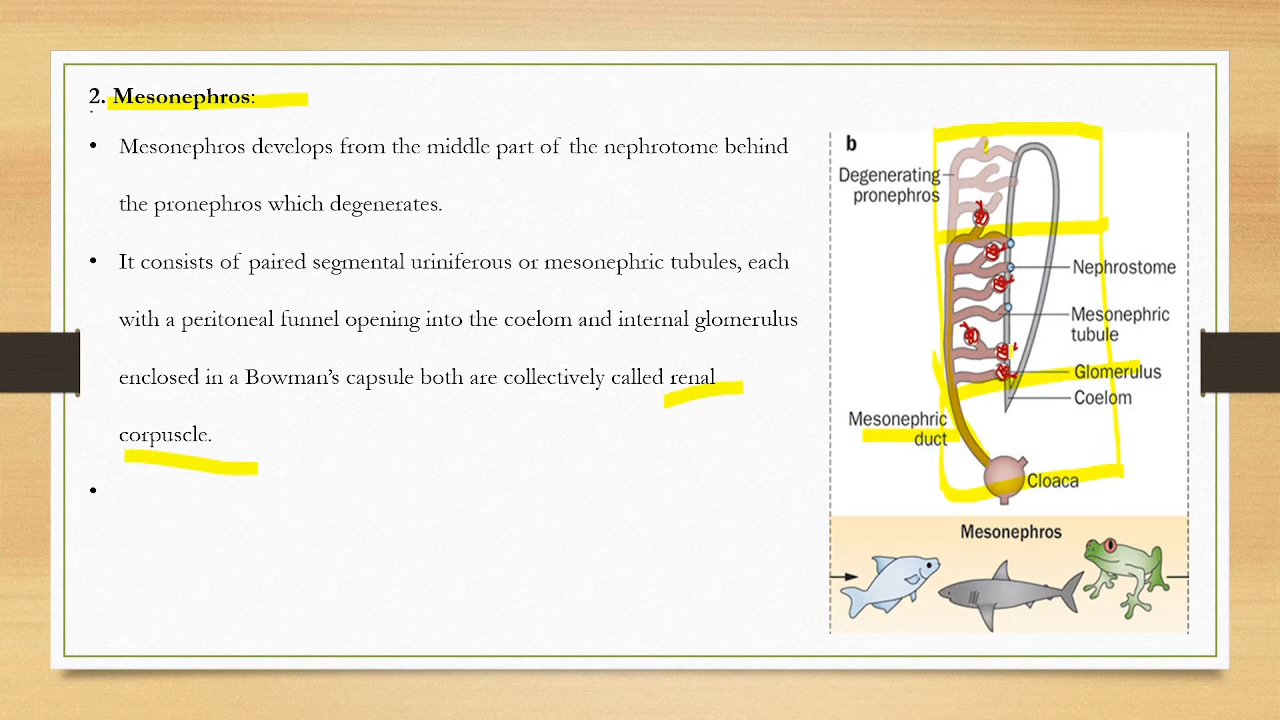 2. Mesonephros:
• Mesonephros develops from the middle part of the nephrotome behind
the pronephros which degenerates.
• It consists of paired segmental uriniferous or mesonephric tubules, each
with a peritoneal funnel opening into the coelom and internal glomerulus
enclosed in a Bowman's capsule both are collectively called renal
corpuscle.
•
b
Degenerating
pronephros
Nephrostome
Mesonephric
tubule
Glomerulus
Coelom
Mesonephric
duct
Cloaca
Mesonephros